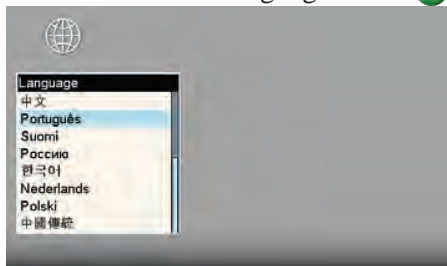 Language
中文
Português
Suomi
Россию
한국어
Nederlands
Polski
中國傳統